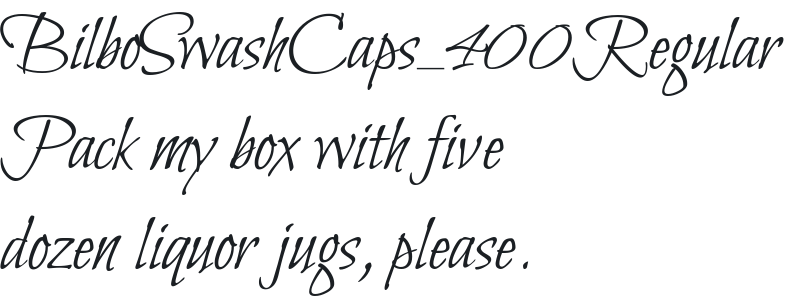 BilboSwashCaps_400Regular
Pack my box with five
dozen liquor jugs, please.